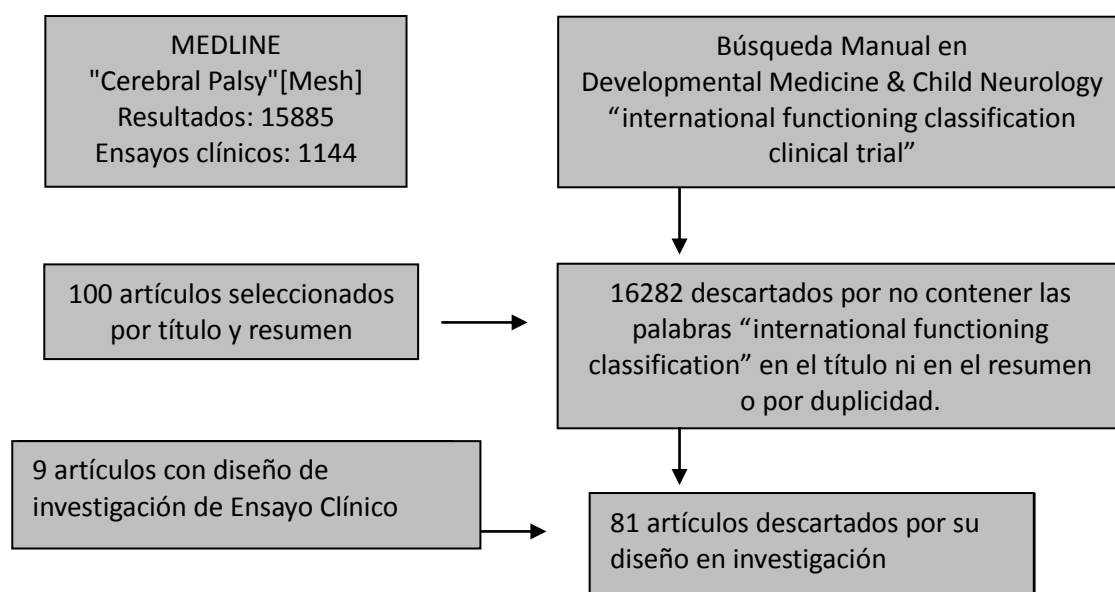 MEDLINE
"Cerebral Palsy"[Mesh]
Resultados: 15885
Ensayos clínicos: 1144
Búsqueda Manual en
Developmental Medicine & Child Neurology
“international functioning classification
clinical trial”
100 artículos seleccionados
por título y resumen
16282 descartados por no contener las
palabras “international functioning
classification” en el título ni en el resumen
o por duplicidad.
9 artículos con diseño de
investigación de Ensayo Clínico
81 artículos descartados por su
diseño en investigación